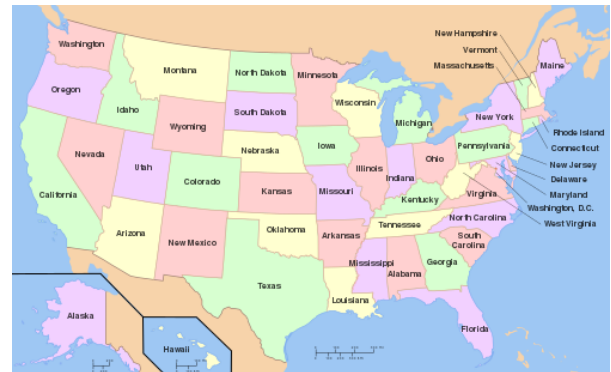 New Hampshire
Vermont
Massachusetts
Washington
Montana
North Dakota
Minnesota
Maine
Oregon
Idaho
South Dakota
Wisconsin
Michigan
New York
Wyoming
Rhode Island
Connecticut
Nebraska
Iowa
Pennsylvania
New Jersey
Nevada
Utah
Colorado
Illinois
Indiana
Ohio
Delaware
Maryland
California
Kansas
Missouri
Kentucky
Virginia
Washington, D.C.
West Virginia
Arizona
New Mexico
Oklahoma
Arkansas
Tennessee
North Carolina
South
Carolina
Mississippi
Alabama
Georgia
Texas
Louisiana
Alaska
Hawaii
Florida